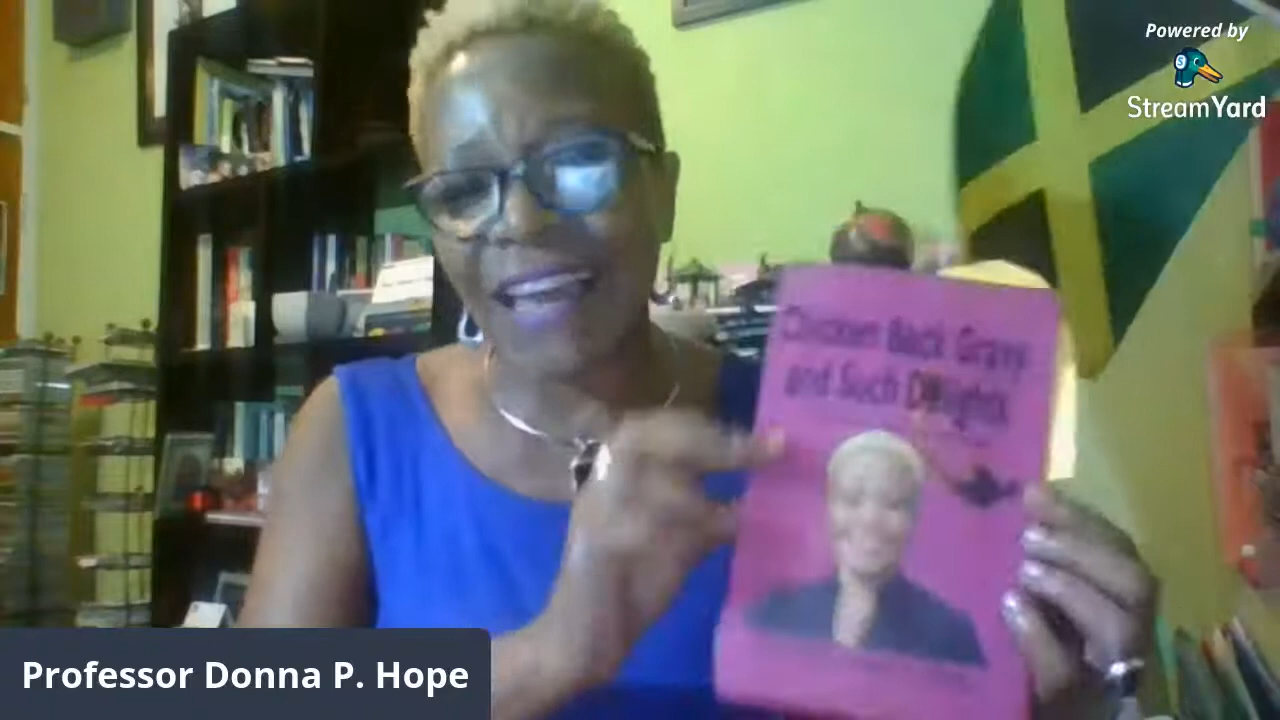 Powered by
StreamYard
Chicken Back Gravy
and Such Delights
Professor Donna P. Hope